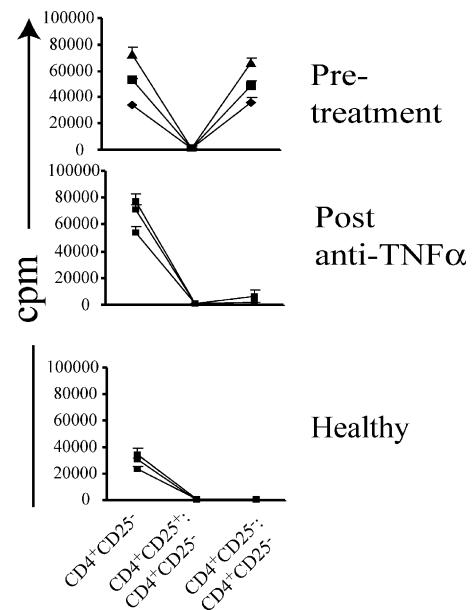 100000
80000
60000
40000
20000
0
Pre-
treatment
100000
80000
60000
40000
20000
0
Post
anti-TNFα
cpm
100000
80000
60000
40000
20000
0
Healthy
CD4⁺CD25⁻
CD4⁺CD25⁺:
CD4⁺CD25⁻
CD4⁺CD25⁻:
CD4⁺CD25⁻